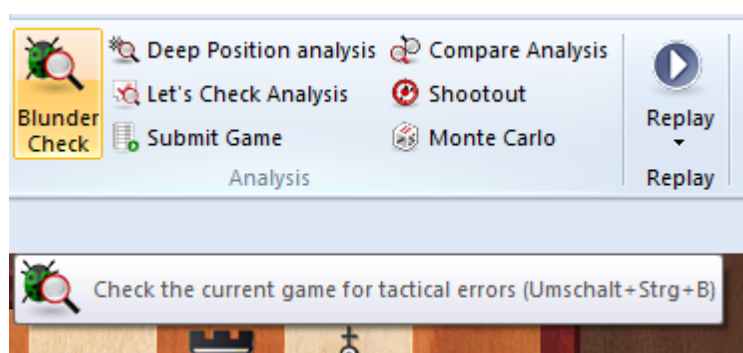 Blunder
Check
Deep Position analysis
Let's Check Analysis
Submit Game
Compare Analysis
Shootout
Monte Carlo
Analysis
Replay
Replay
Check the current game for tactical errors (Umschalt+Strg+B)